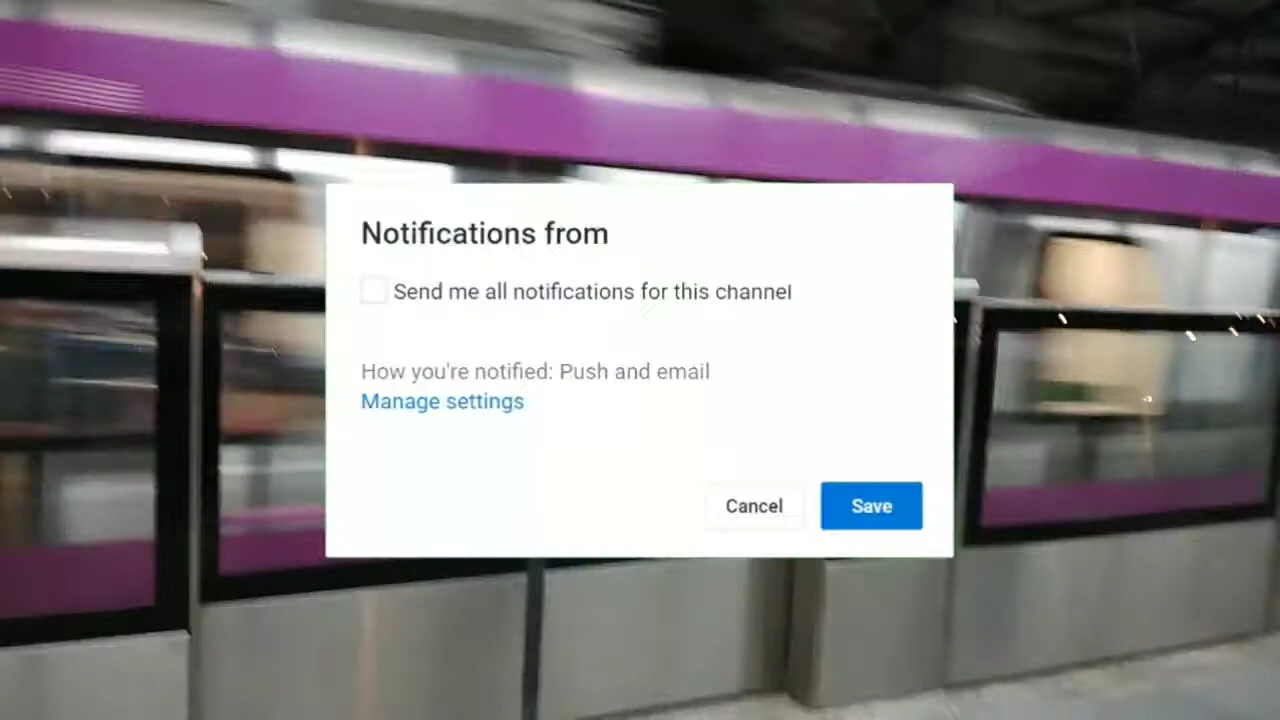 Notifications from
Send me all notifications for this channel
How you're notified: Push and email
Manage settings
Cancel
Save